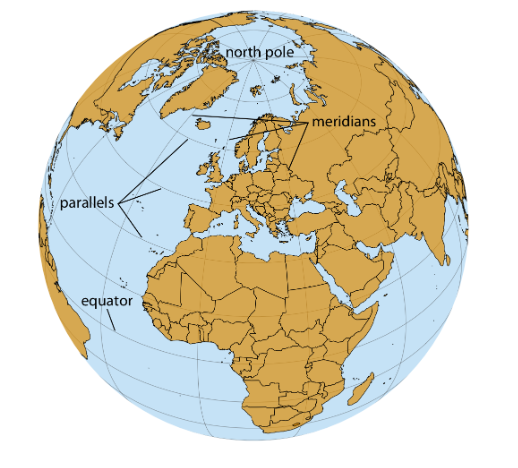 north pole
meridians
parallels
equator